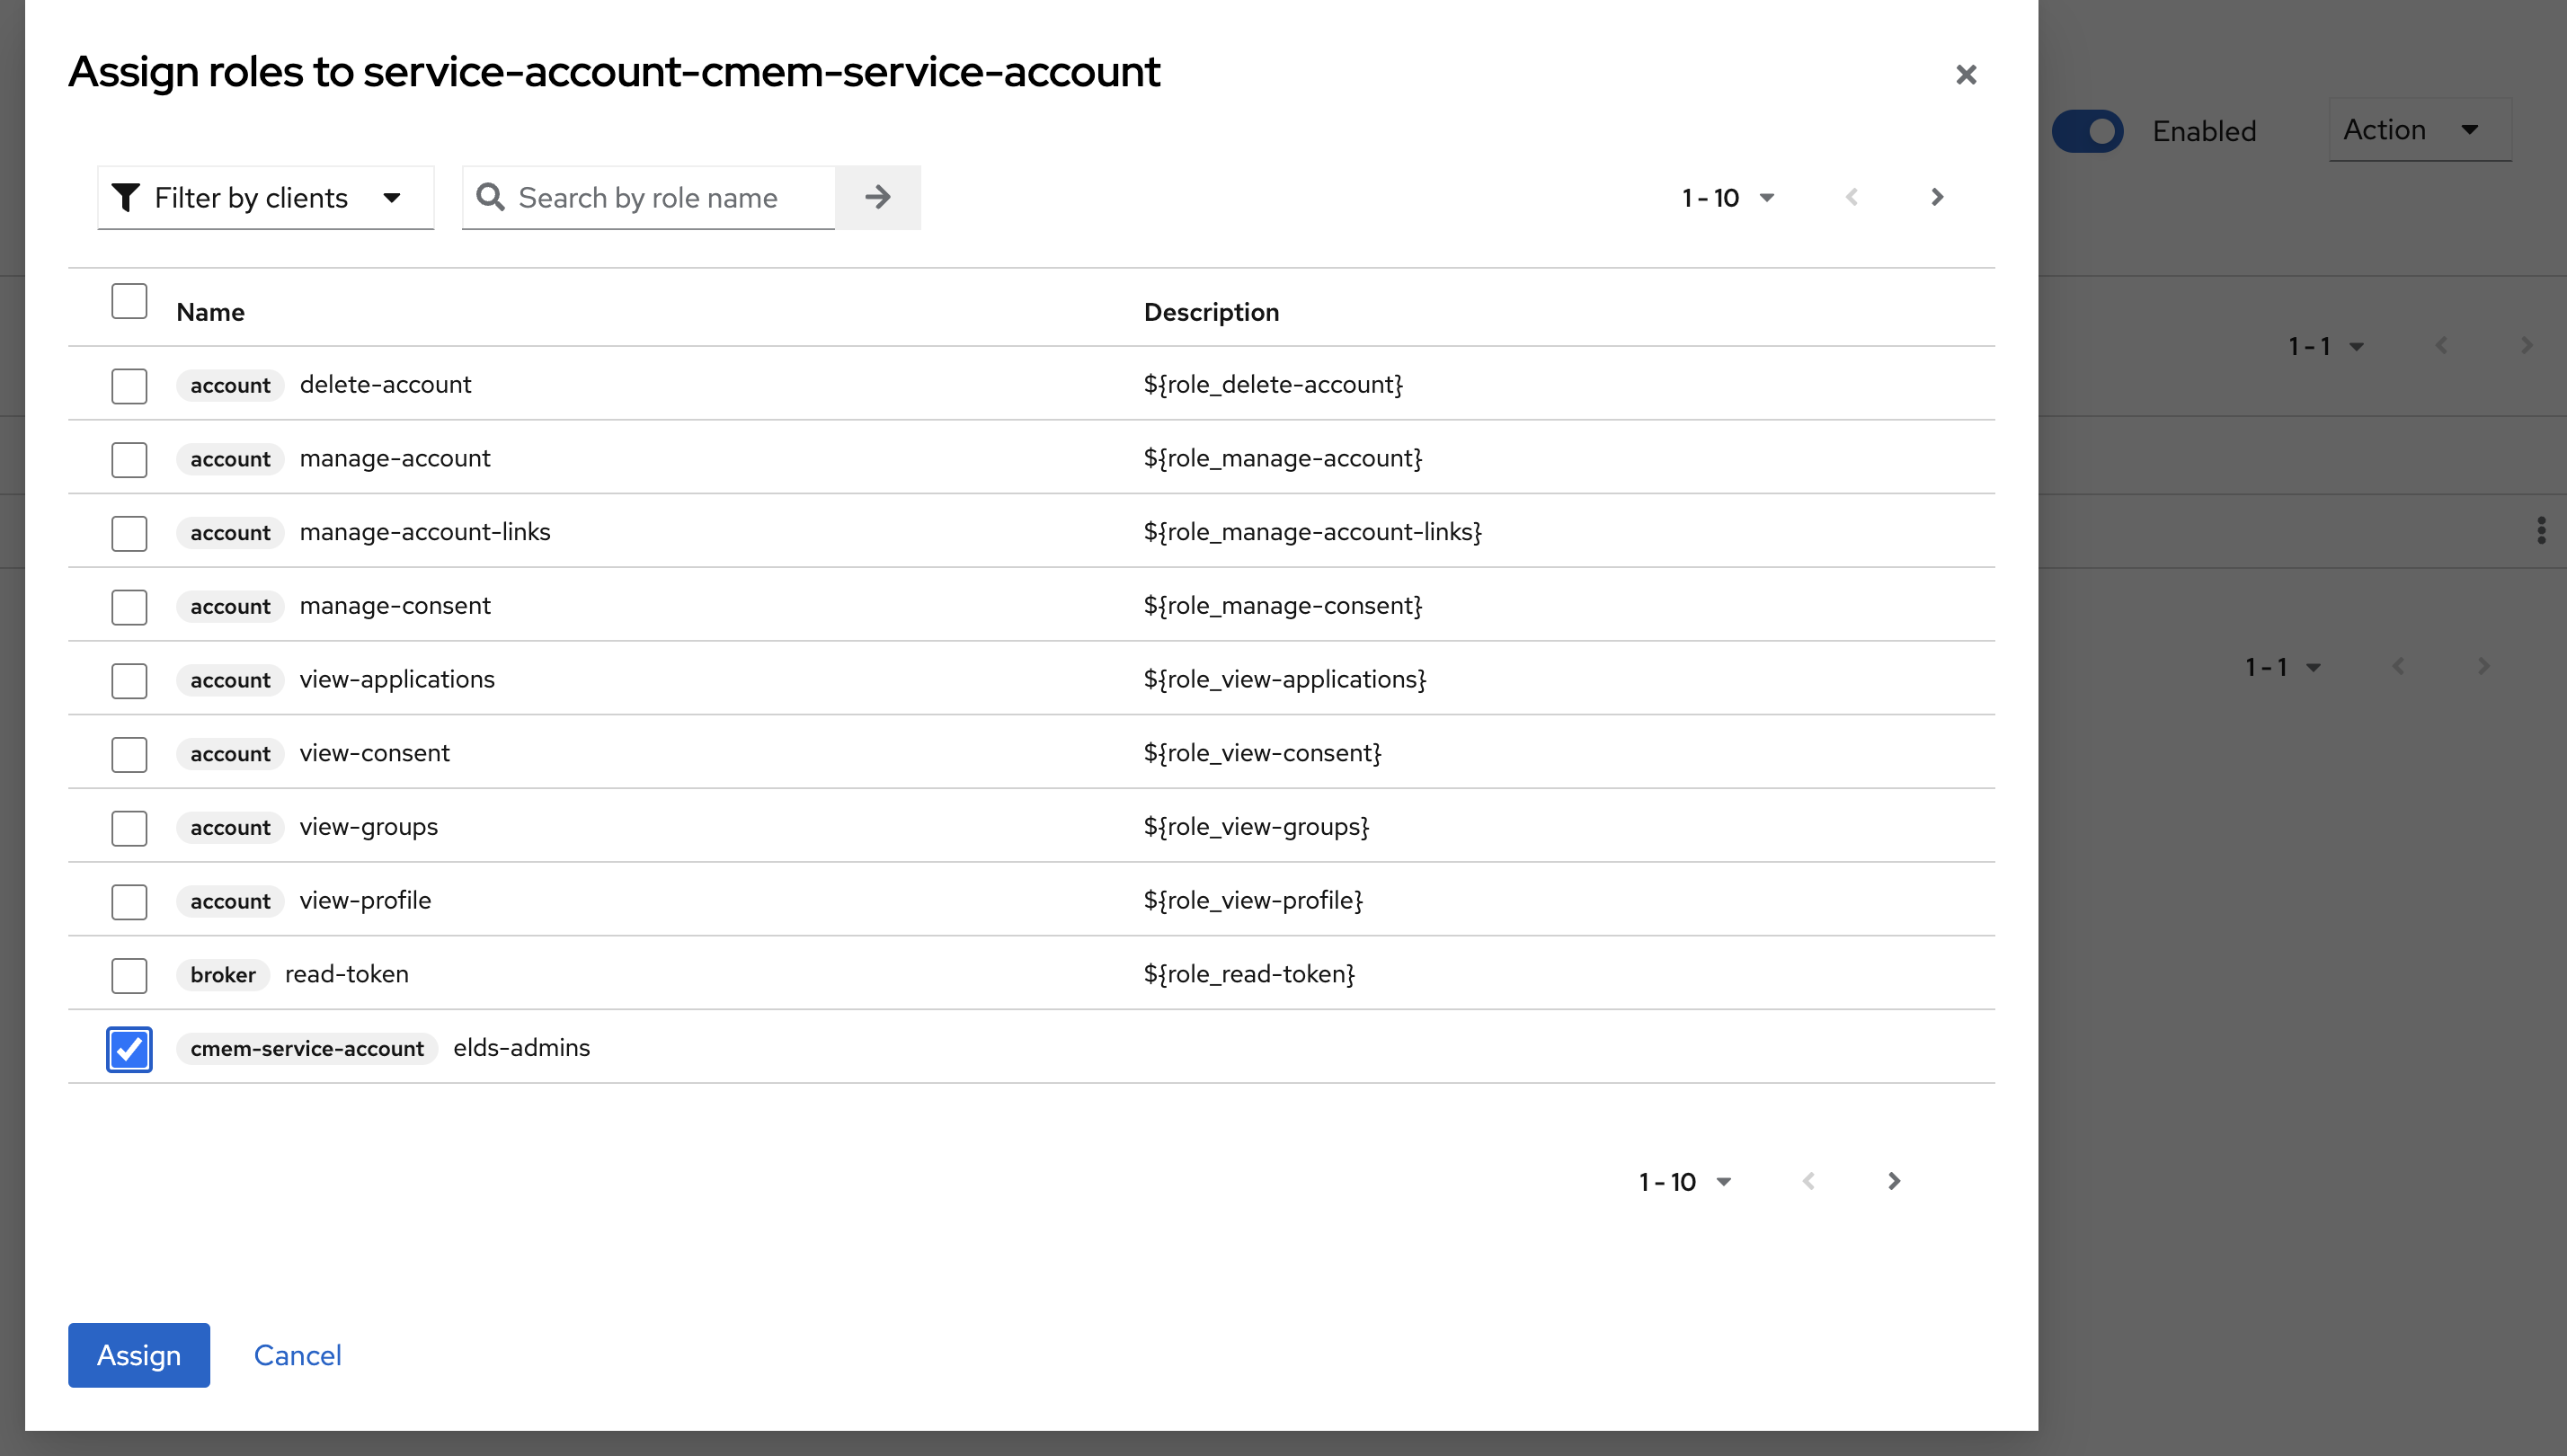 Assign roles to service-account-cmem-service-account
Enabled
Action
Filter by clients
Search by role name
1 - 10
Name Description
account delete-account ${role_delete-account}
1 - 1
account manage-account ${role_manage-account}
account manage-account-links ${role_manage-account-links}
account manage-consent ${role_manage-consent}
account view-applications ${role_view-applications}
1 - 1
account view-consent ${role_view-consent}
account view-groups ${role_view-groups}
account view-profile ${role_view-profile}
broker read-token ${role_read-token}
cmem-service-account elds-admins
1 - 10
Assign Cancel